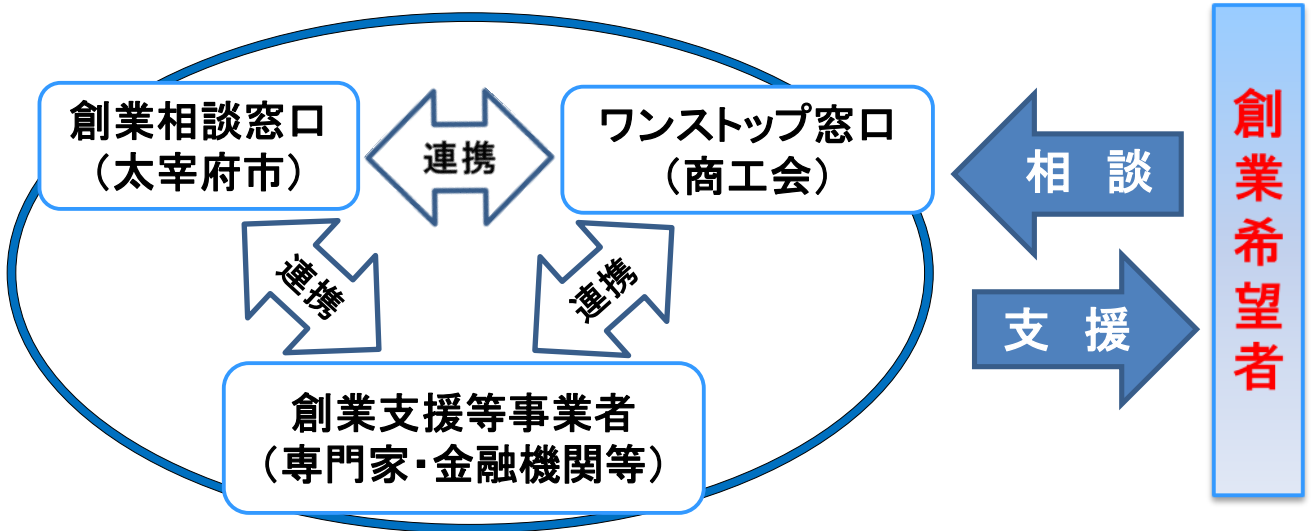 創業相談窓口
（太宰府市）
連携
ワンストップ窓口
（商工会）
連携
連携
創業支援等事業者
（専門家・金融機関等）
相　談
支　援
創業希望者